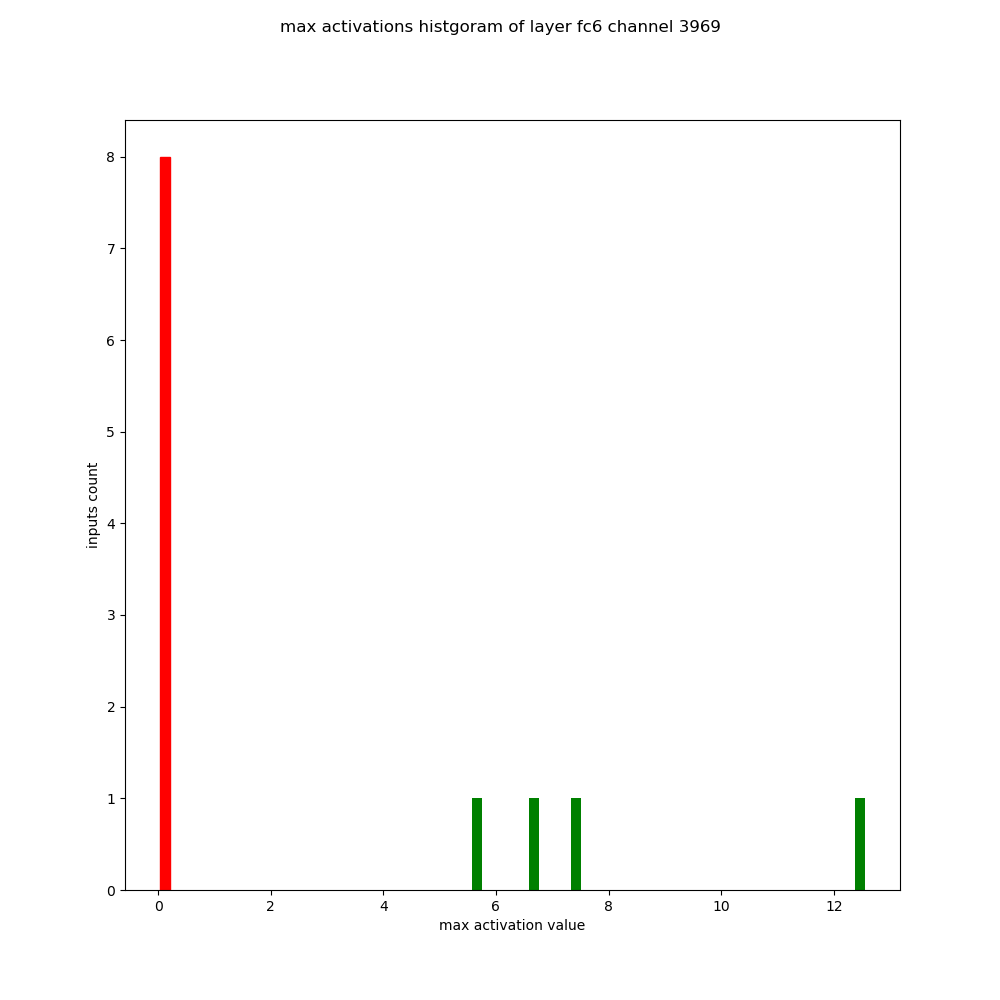 max activations histgoram of layer fc6 channel 3969
8
7
6
5
4
3
2
1
0
inputs count
0 2 4 6 8 10 12
max activation value